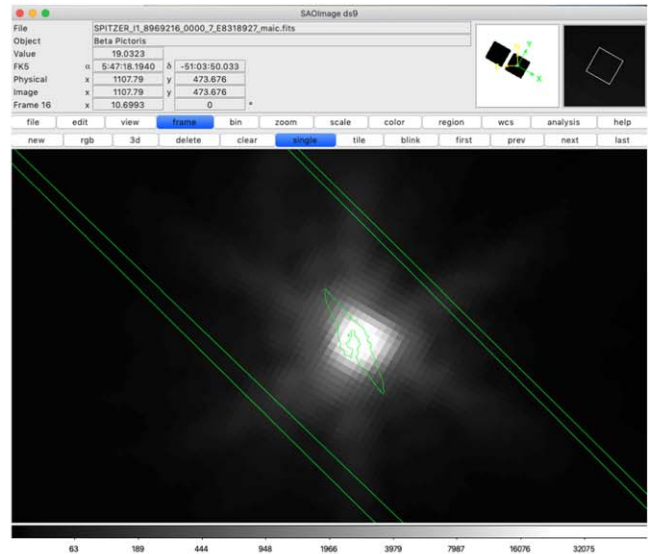 SAOImage ds9
File SPITZER_I1_8969216_0000_7_E8318927_maic.fits
Object Beta Pictoris
Value 19.0323
FK5 α 5:47:18.1940 δ -51:03:50.033
Physical x 1107.79 y 473.676
Image x 1107.79 y 473.676
Frame 16 x 10.6993 0 °
file edit view frame bin zoom scale color region wcs analysis help
new rgb 3d delete clear single tile blink first prev next last
63 189 444 948 1966 3979 7987 16076 32075